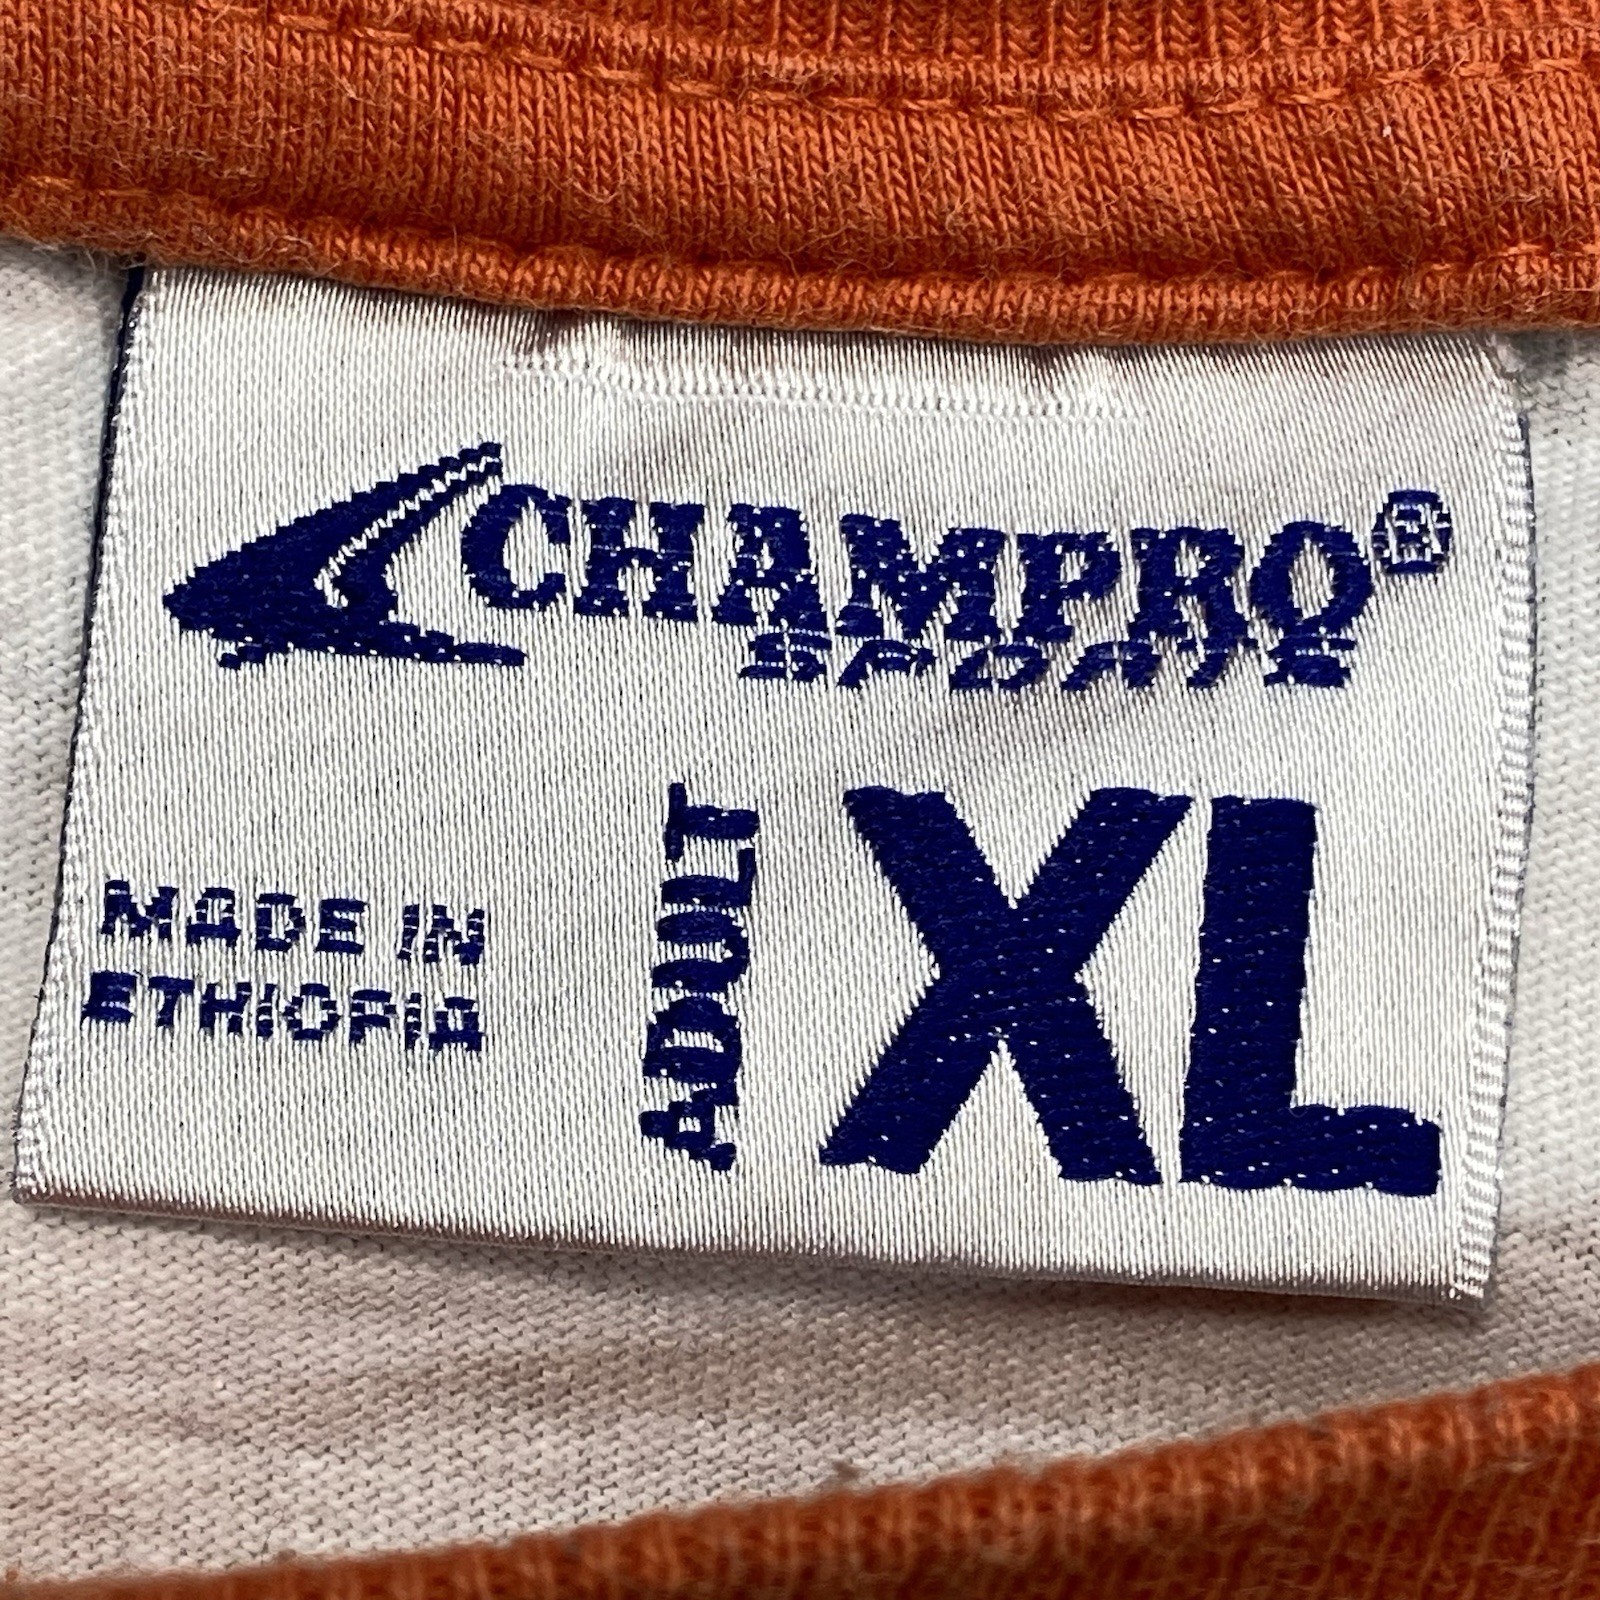 CHAMPRO®
SPORTS
ADULT
XL
MADE IN
ETHIOPIA